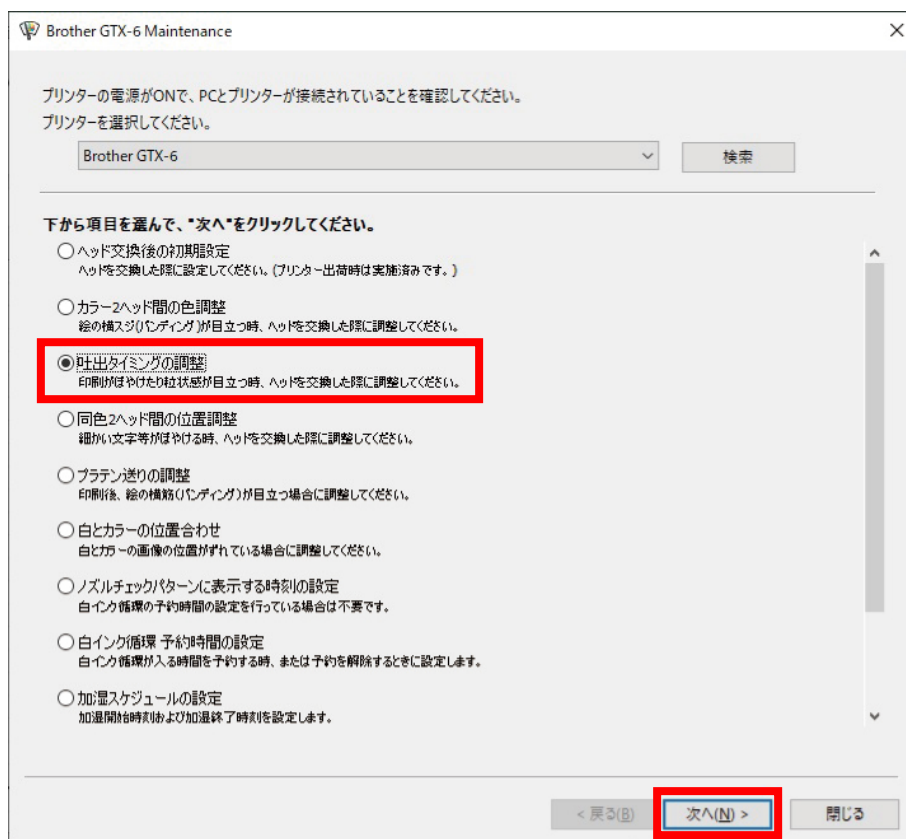 Brother GTX-6 Maintenance
プリンターの電源がONで、PCとプリンターが接続されていることを確認してください。
プリンターを選択してください。
Brother GTX-6
検索
下から項目を選んで、"次へ"をクリックしてください。
ヘッド交換後の初期設定
ヘッドを交換した際に設定してください。(プリンター出荷時は実施済みです。)
カラー2ヘッド間の色調整
絵の横スジ(バンディング)が目立つ時、ヘッドを交換した際に調整してください。
吐出タイミングの調整
印刷がぼやけたり粒状感が目立つ時、ヘッドを交換した際に調整してください。
同色2ヘッド間の位置調整
細かい文字等がぼやける時、ヘッドを交換した際に調整してください。
プラテン送りの調整
印刷後、絵の横筋(バンディング)が目立つ場合に調整してください。
白とカラーの位置合わせ
白とカラーの画像の位置がずれている場合に調整してください。
ノズルチェックパターンに表示する時刻の設定
白インク循環の予約時間の設定を行っている場合は不要です。
白インク循環 予約時間の設定
白インク循環が入る時間を予約する時、または予約を解除するときに設定します。
加湿スケジュールの設定
加湿開始時刻および加湿終了時刻を設定します。
< 戻る(B)
次へ(N) >
閉じる